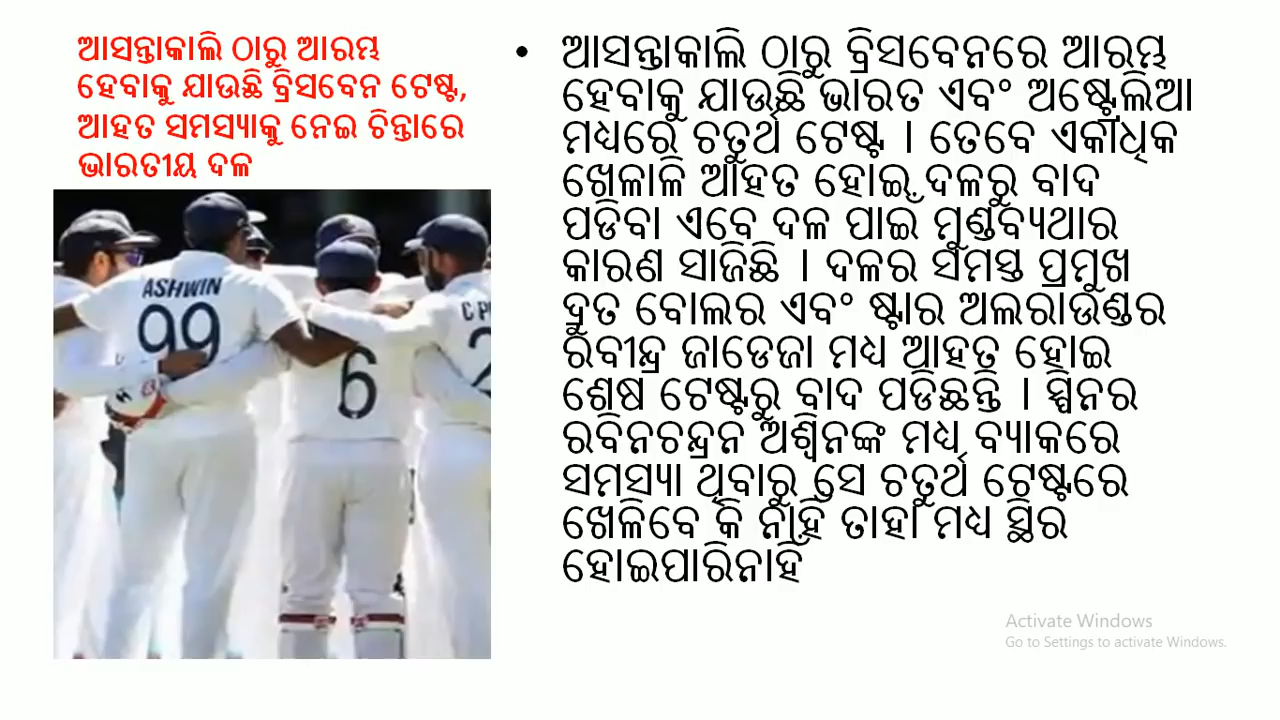 ଆସନ୍ତାକାଲି ଠାରୁ ଆରମ୍ଭ
ହେବାକୁ ଯାଉଛି ବ୍ରିସବେନ ଟେଷ୍ଟ,
ଆହତ ସମସ୍ୟାକୁ ନେଇ ଚିନ୍ତାରେ
ଭାରତୀୟ ଦଳ
ASHWIN
99
6
C P
2
• ଆସନ୍ତାକାଲି ଠାରୁ ବ୍ରିସବେନରେ ଆରମ୍ଭ
ହେବାକୁ ଯାଉଛି ଭାରତ ଏବଂ ଅଷ୍ଟ୍ରେଲିଆ
ମଧ୍ୟରେ ଚତୁର୍ଥ ଟେଷ୍ଟ । ତେବେ ଏକାଧିକ
ଖେଳାଳି ଆହତ ହୋଇ ଦଳରୁ ବାଦ
ପଡିବା ଏବେ ଦଳ ପାଇଁ ମୁଣ୍ଡବ୍ୟଥାର
କାରଣ ସାଜିଛି । ଦଳର ସମସ୍ତ ପ୍ରମୁଖ
ଦ୍ରୁତ ବୋଲର ଏବଂ ଷ୍ଟାର ଅଲରାଉଣ୍ଡର
ରବୀନ୍ଦ୍ର ଜାଡେଜା ମଧ୍ୟ ଆହତ ହୋଇ
ଶେଷ ଟେଷ୍ଟରୁ ବାଦ ପଡିଛନ୍ତି । ସ୍ପିନର
ରବିନଚନ୍ଦ୍ରନ ଅଶ୍ୱିନଙ୍କ ମଧ୍ୟ ବ୍ୟାକରେ
ସମସ୍ୟା ଥିବାରୁ ସେ ଚତୁର୍ଥ ଟେଷ୍ଟରେ
ଖେଳିବେ କି ନାହିଁ ତାହା ମଧ୍ୟ ସ୍ଥିର
ହୋଇପାରିନାହିଁ
Activate Windows
Go to Settings to activate Windows.